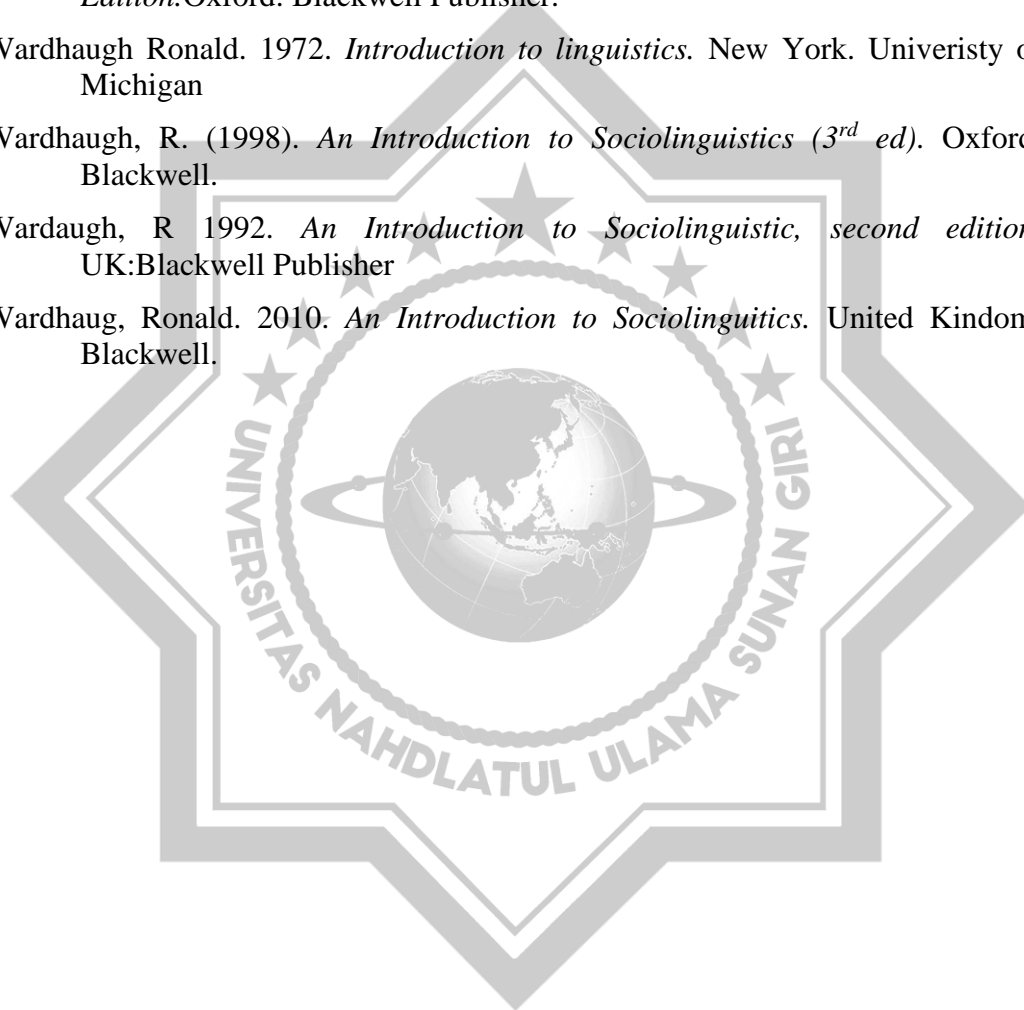 Edition.Oxford: Blackwell Publisher.
Wardhaugh Ronald. 1972. Introduction to linguistics. New York. Univeristy o
Michigan
Wardhaugh, R. (1998). An Introduction to Sociolinguistics (3rd ed). Oxford
Blackwell.
Wardaugh, R 1992. An Introduction to Sociolinguistic, second edition
UK:Blackwell Publisher
Wardhaug, Ronald. 2010. An Introduction to Sociolinguitics. United Kindom
Blackwell.
UNIVERSITAS NAHDLATUL ULAMA SUNAN GIRI